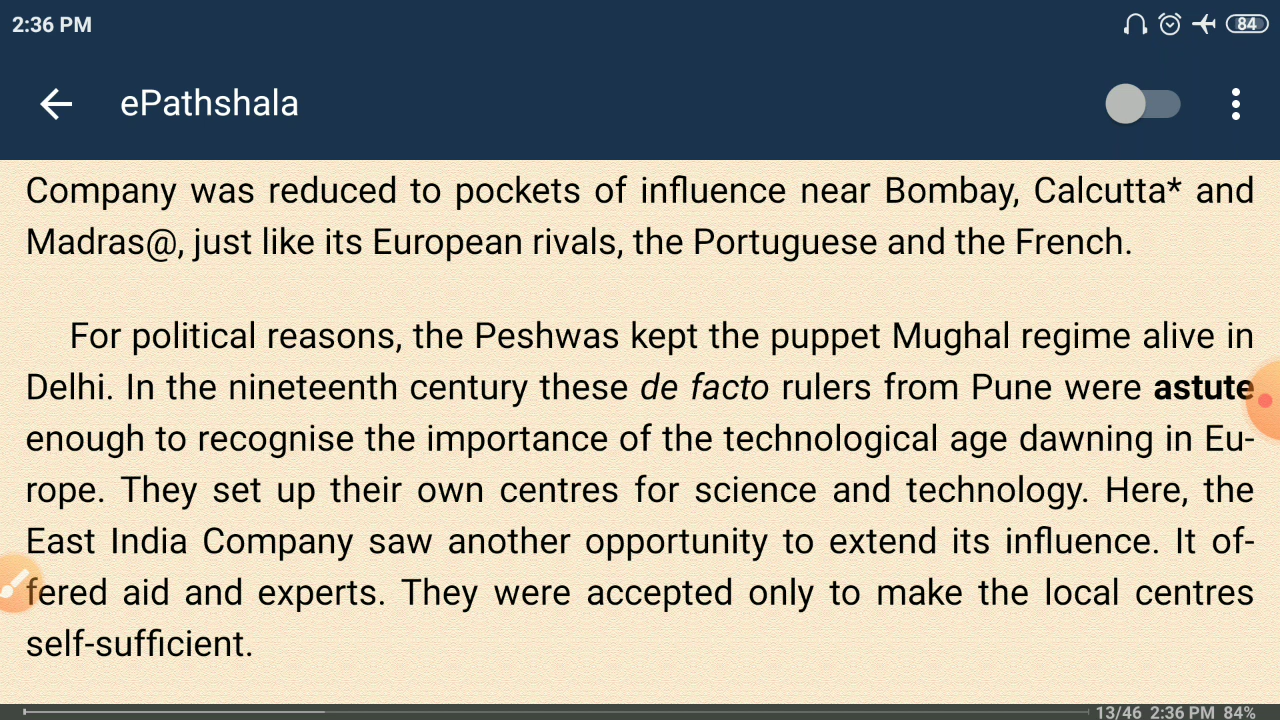 2:36 PM
84
ePathshala
Company was reduced to pockets of influence near Bombay, Calcutta* and
Madras@, just like its European rivals, the Portuguese and the French.
For political reasons, the Peshwas kept the puppet Mughal regime alive in
Delhi. In the nineteenth century these de facto rulers from Pune were astute
enough to recognise the importance of the technological age dawning in Eu-
rope. They set up their own centres for science and technology. Here, the
East India Company saw another opportunity to extend its influence. It of-
fered aid and experts. They were accepted only to make the local centres
self-sufficient.
13/46 2:36 PM 84%